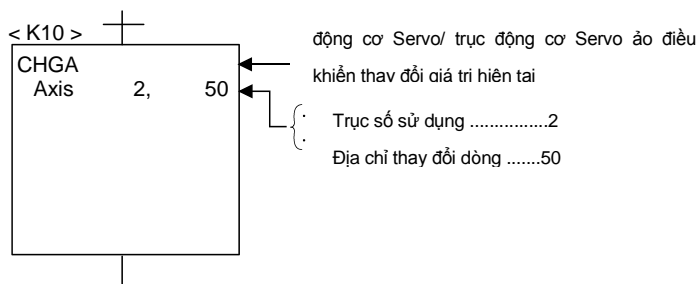 < K10 >
CHGA
Axis 2, 50
động cơ Servo/ trục động cơ Servo ảo điều
khiển thay đổi giá trị hiện tại
Trục số sử dụng ................2
Địa chỉ thay đổi dòng .......50